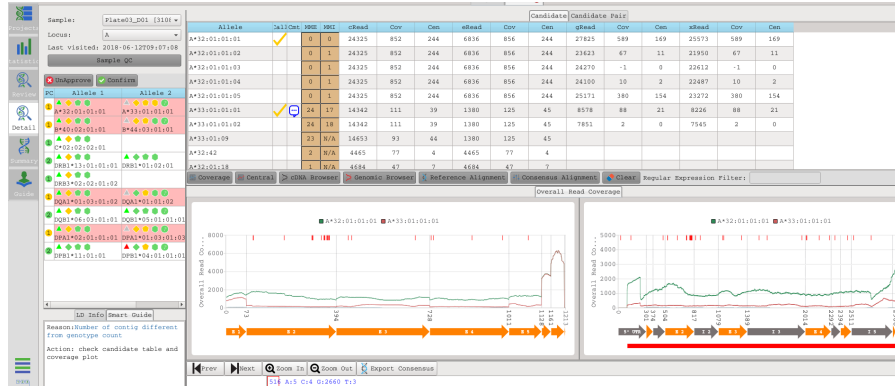 Sample: Plate03_D01 (310)
Locus: A
Last visited: 2018-06-12T09:07:08
Sample QC
UnApprove Confirm
PC Allele 1 Allele 2
A*32:01:01:01 A*33:01:01:01
B*40:02:01:01 B*44:03:01:01
C*02:02:02:01
DRB1*13:01:01:01 DRB1*01:02:01
DRB3*02:02:01:02
DQA1*01:03:01:02 DQA1*01:01:02
DQB1*06:03:01:01 DQB1*05:01:01:01
DPA1*02:01:01:01 DPA1*01:03:01:03
DPB1*11:01:01 DPB1*04:01:01:01
LD Info Smart Guide
Reason:Number of contig different
from genotype count
Action: check candidate table and
coverage plot
Detail
Candidate Candidate Pair
Allele Call Cmt MME MMI cRead Cov Cen eRead Cov Cen gRead Cov Cen xRead Cov Cen
A*32:01:01:01 0 0 24325 852 244 6836 856 244 27825 589 169 25573 589 169
A*32:01:01:02 0 1 24325 852 244 6836 856 244 23623 67 11 21950 67 11
A*32:01:01:03 0 1 24325 852 244 6836 856 244 24270 -1 0 22612 -1 0
A*32:01:01:04 0 1 24325 852 244 6836 856 244 24100 10 2 22487 10 2
A*32:01:01:05 0 1 24325 852 244 6836 856 244 25171 380 154 23272 380 154
A*33:01:01:01 24 17 14342 111 39 1380 125 45 8578 88 21 8226 88 21
A*33:01:01:02 24 18 14342 111 39 1380 125 45 7851 2 0 7545 2 0
A*33:01:09 23 N/A 14653 93 44 1380 125 45
A*32:42 2 N/A 4465 77 4 4465 77 4
A*32:01:18 1 N/A 4684 47 7 4684 47 7
Coverage Central cDNA Browser Genomic Browser Reference Alignment Consensus Alignment Clear Regular Expression Filter:
Overall Read Coverage
A*32:01:01:01 A*33:01:01:01
Overall Read Co...
8000
6000
4000
2000
0
0 73 728 1011 1128 1161 1213
A*32:01:01:01 A*33:01:01:01
Overall Read Cov...
5000
4000
3000
2000
1000
0
5' UTR
Prev Next Zoom In Zoom Out Export Consensus
516 A:5 C:4 G:2660 T:3